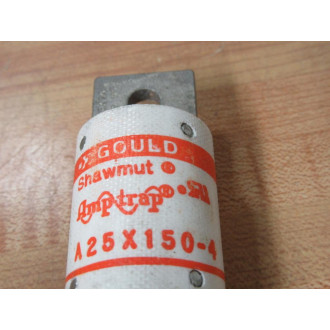 GOULD
Shawmut ®
Amp-trap®
A25X150-4